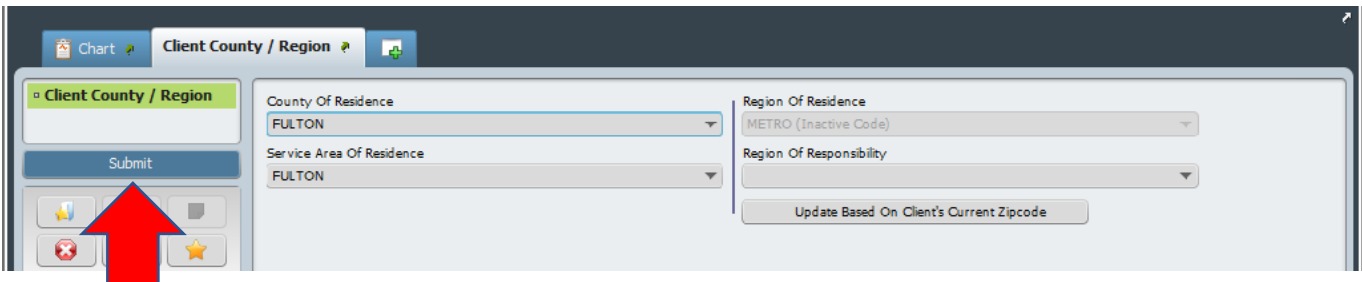 Chart
Client County / Region
Client County / Region
Submit
County Of Residence
FULTON
Service Area Of Residence
FULTON
Region Of Residence
METRO (Inactive Code)
Region Of Responsibility
Update Based On Client's Current Zipcode